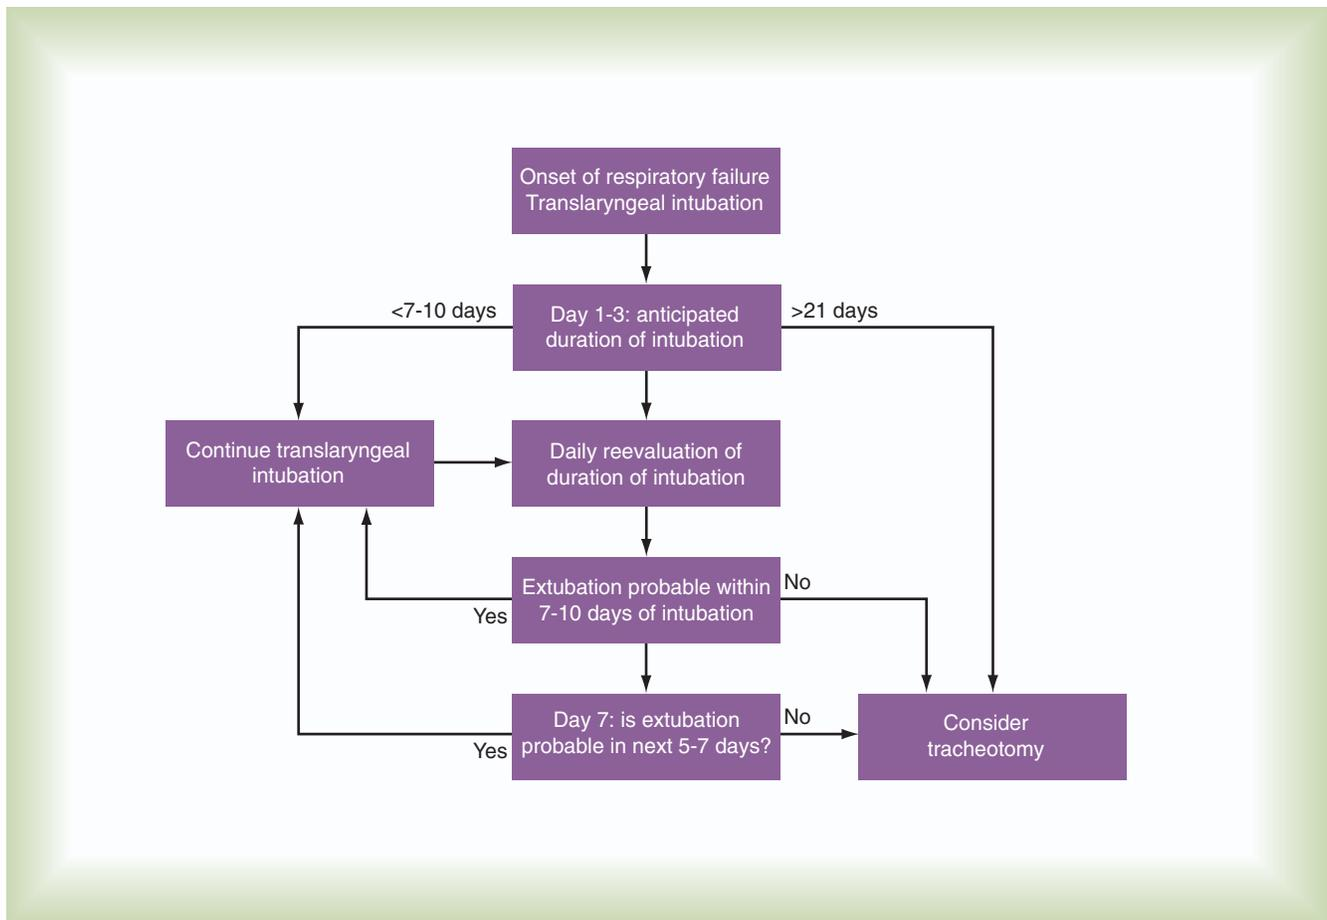 Onset of respiratory failure
Translaryngeal intubation
<7-10 days
Day 1-3: anticipated
duration of intubation
>21 days
Continue translaryngeal
intubation
Daily reevaluation of
duration of intubation
Extubation probable within
7-10 days of intubation
No
Yes
Day 7: is extubation
probable in next 5-7 days?
No
Yes
Consider
tracheotomy